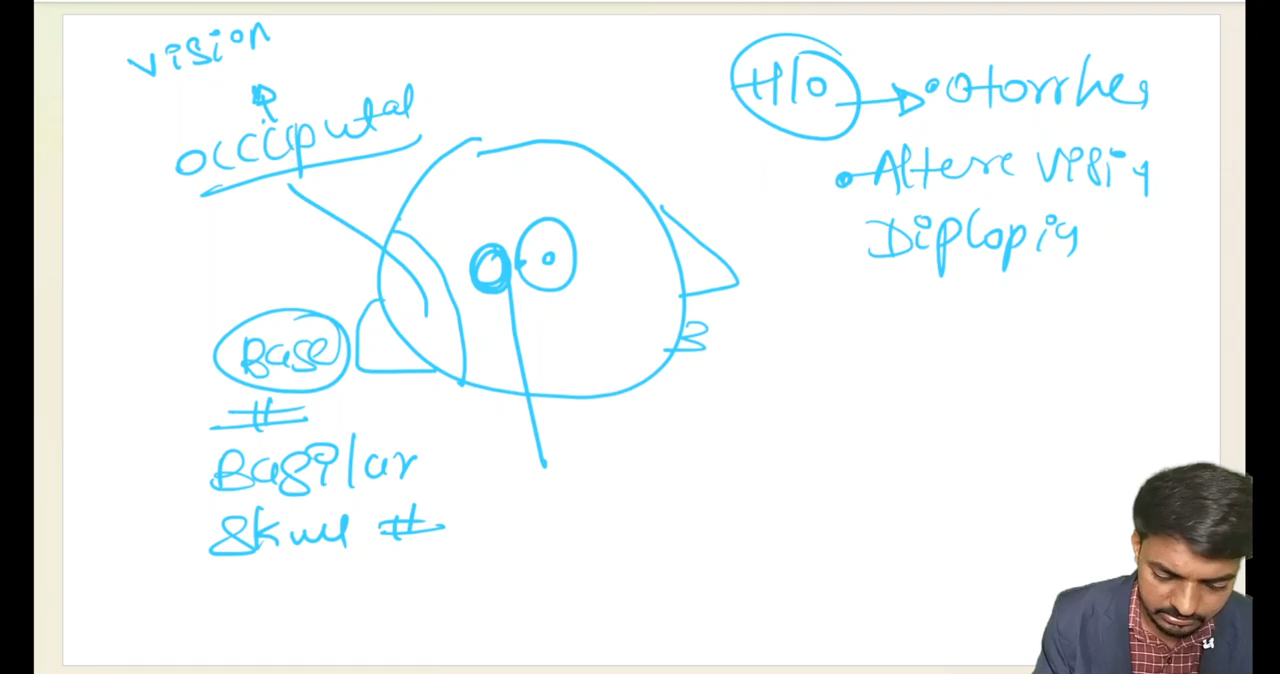 vision
occiputal
H/O → • Otorrhea
• Altere Vision
Diplopia
Base
#
Basilar
Skull #